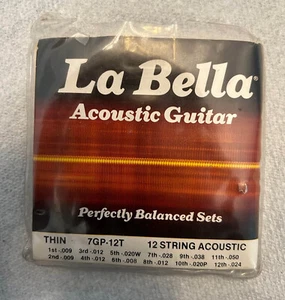 La Bella®
Acoustic Guitar
Perfectly Balanced Sets
THIN 7GP-12T 12 STRING ACOUSTIC
1st -.009 3rd -.012 5th -.020W 7th -.028 9th -.038 11th -.050
2nd -.009 4th -.012 6th -.008 8th -.012 10th -.020P 12th -.024